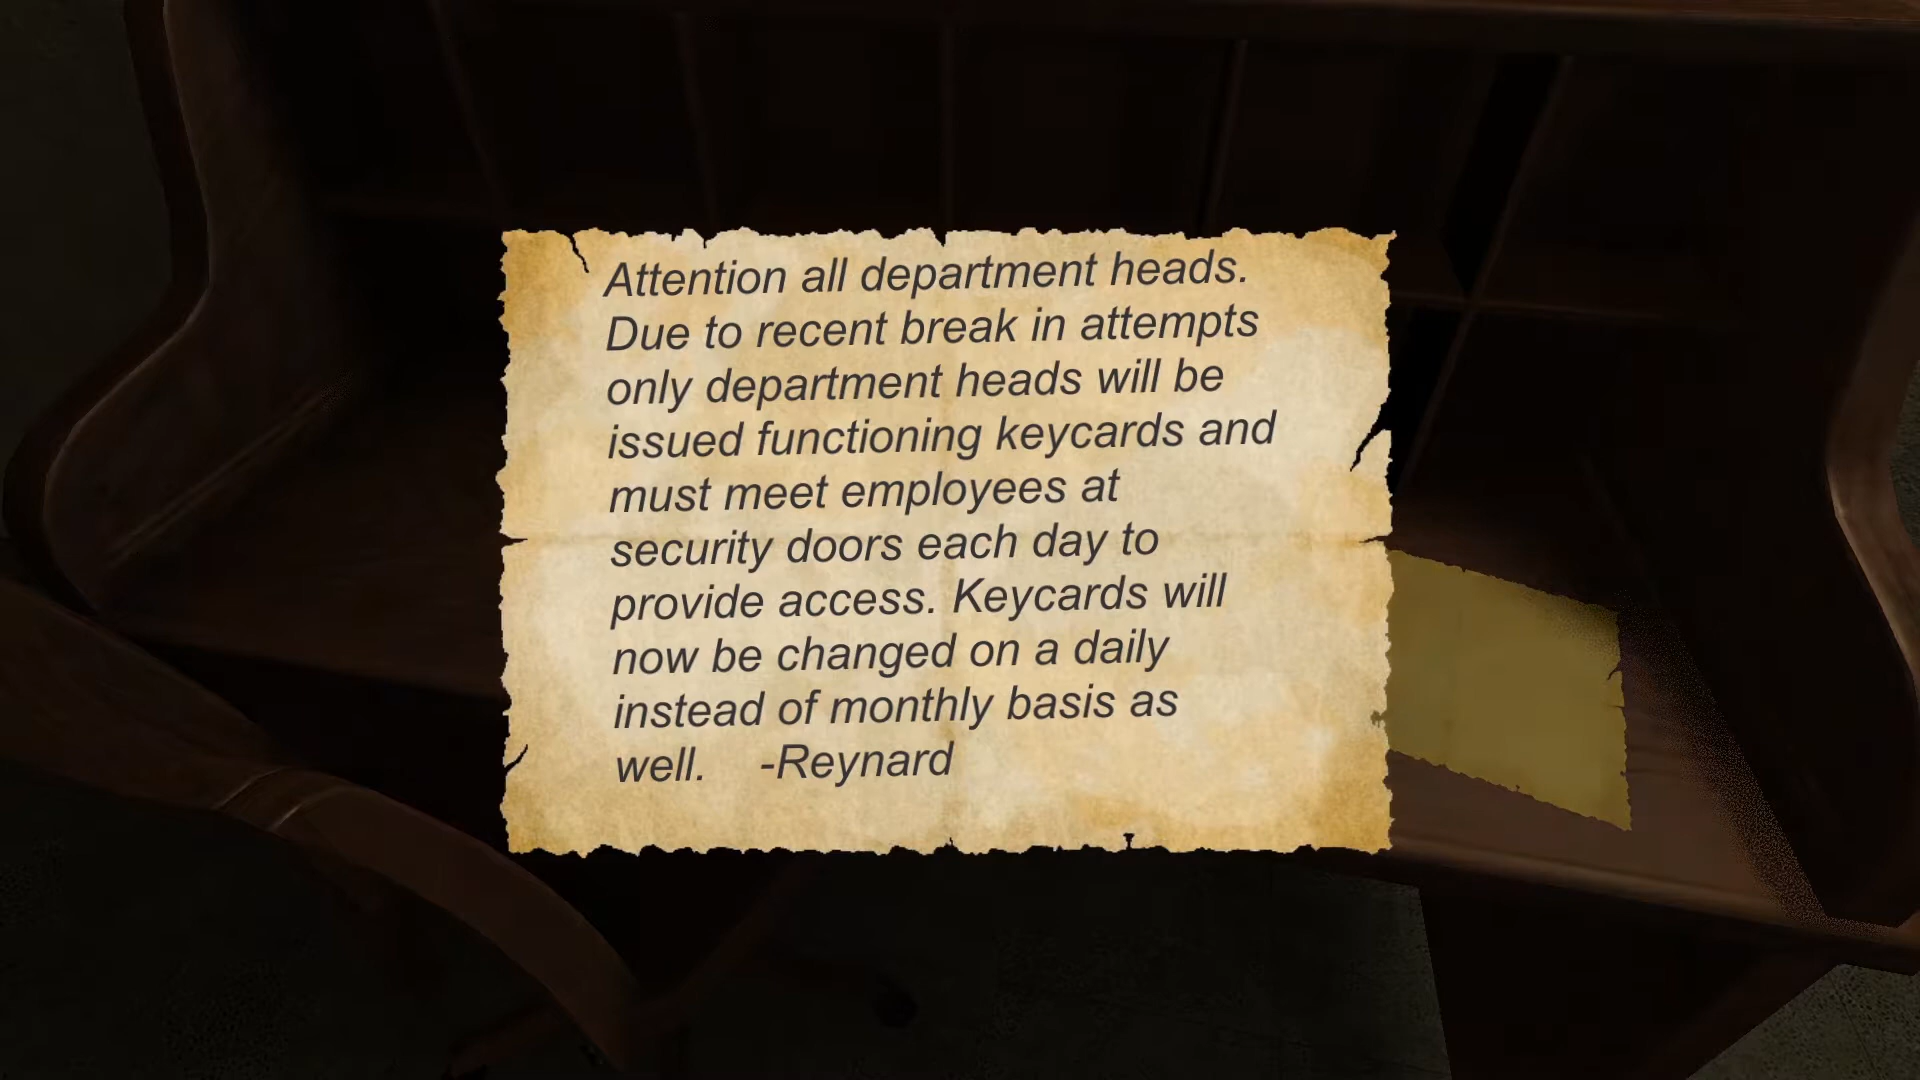 Attention all department heads.
Due to recent break in attempts
only department heads will be
issued functioning keycards and
must meet employees at
security doors each day to
provide access. Keycards will
now be changed on a daily
instead of monthly basis as
well. -Reynard